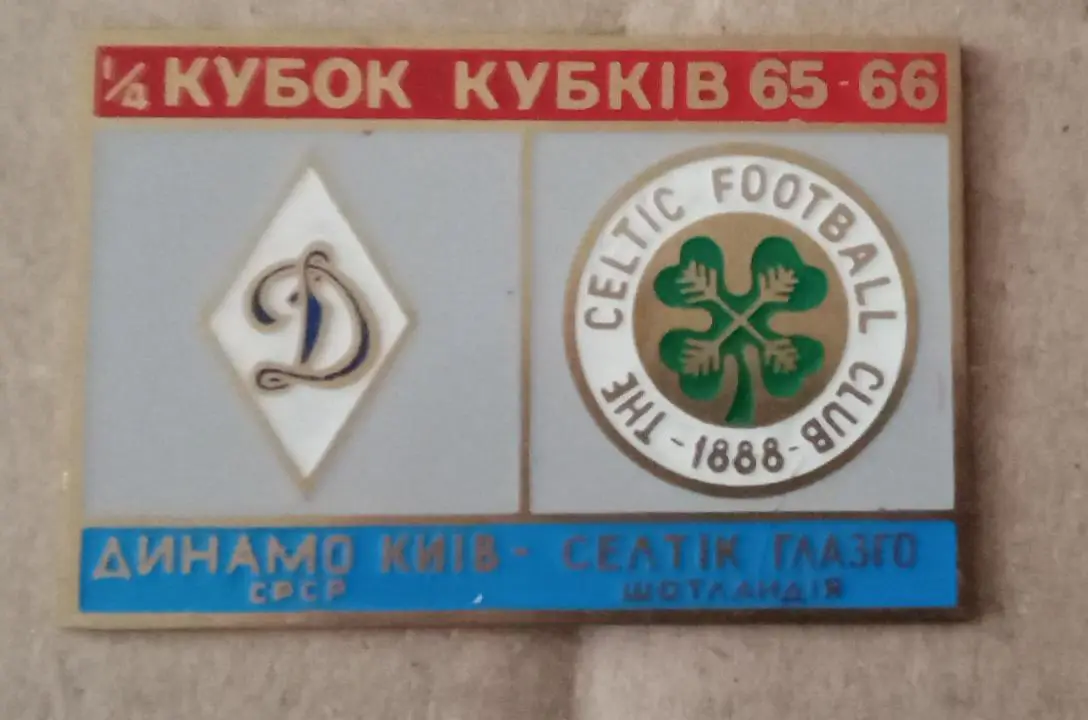 1/4 КУБОК КУБКІВ 65-66
Д
THE CELTIC FOOTBALL CLUB
-1888-
ДИНАМО КИЇВ - СЕЛТІК ГЛАЗГО
СРСР ШОТЛАНДІЯ